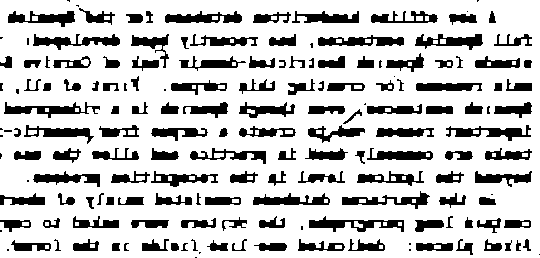 A new offline handwritten database for the Spanish
full Spanish sentences, has recently been developed:
stands for Spanish Restricted-domain Task of Cursive
main reasons for creating this corpus. First of all,
Spanish sentences, even though Spanish is a widespread
important reason was to create a corpus from semantic-
tasks are commonly used in practice and allow the use
beyond the lexicon level in the recognition process.
As the Spartacus database consisted mainly of short
contain long paragraphs, the writers were asked to copy
fixed places: dedicated one-line fields in the forms.